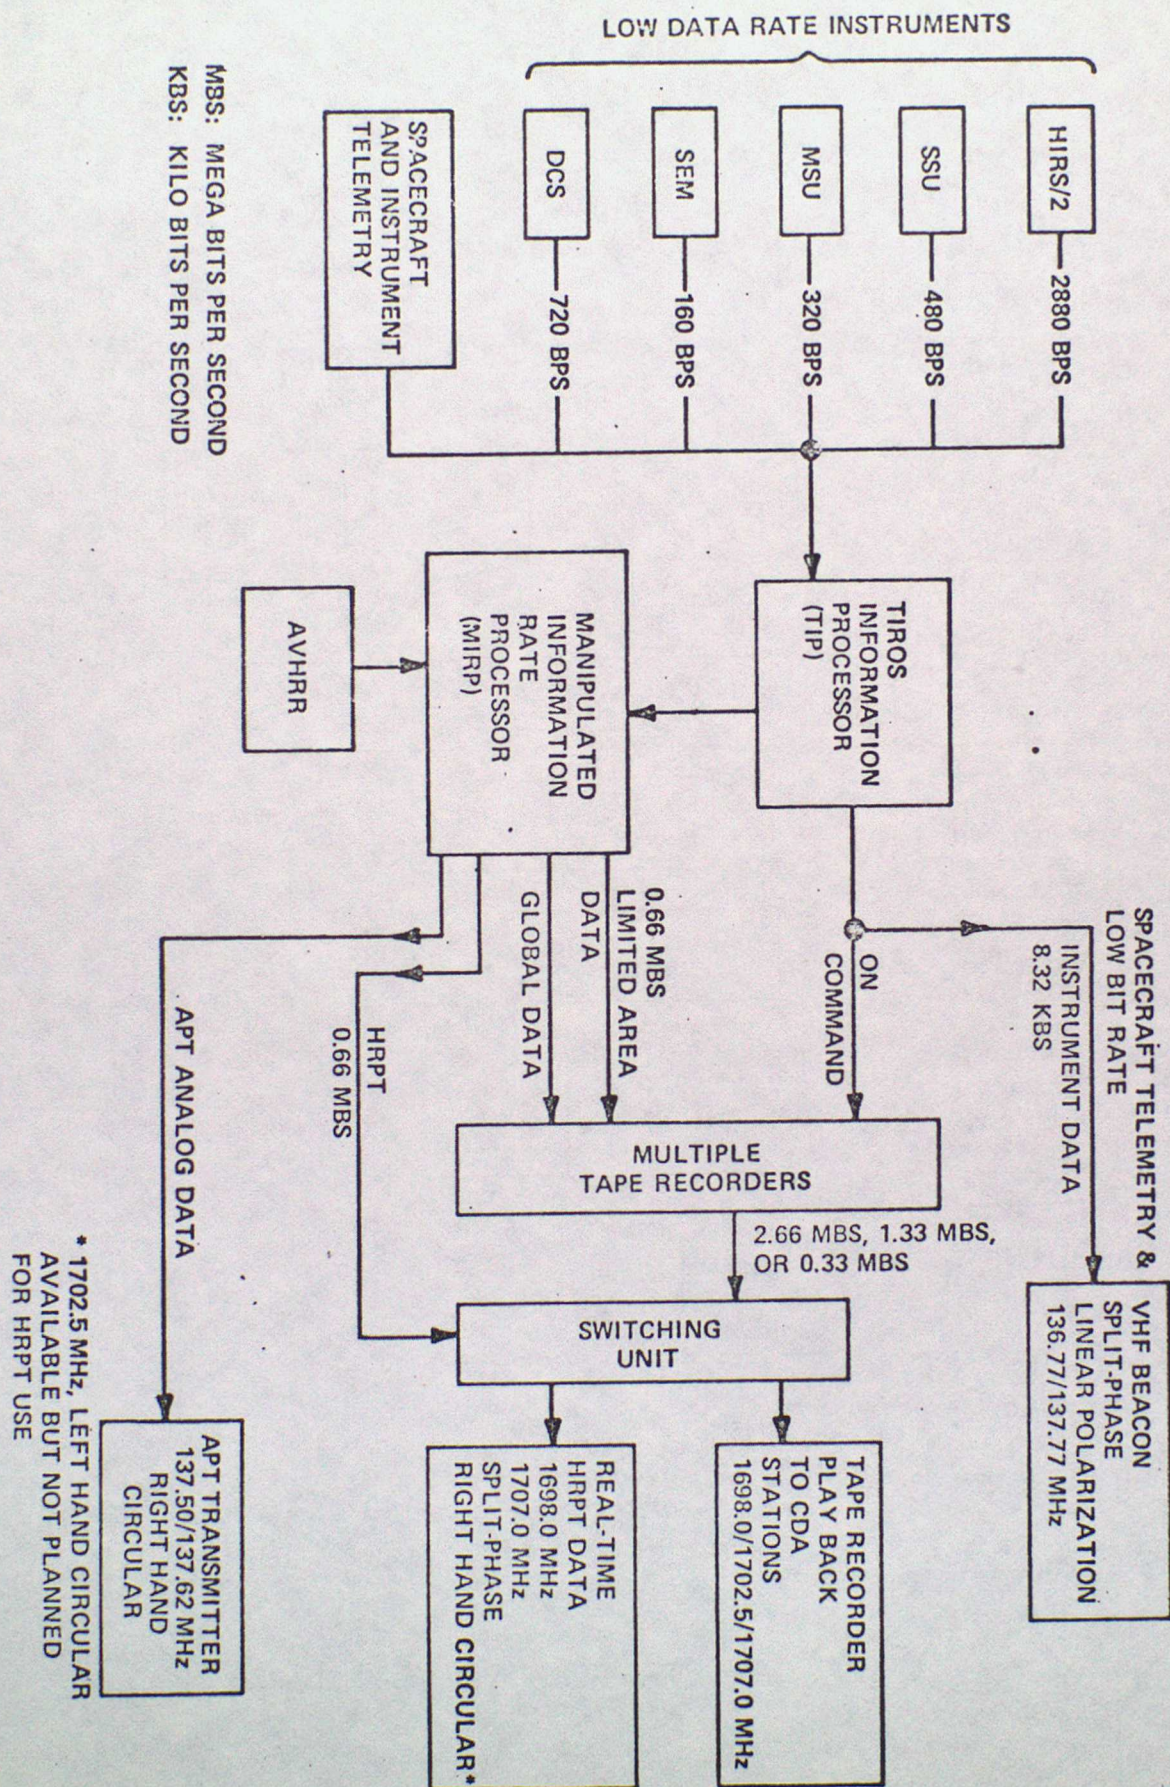 LOW DATA RATE INSTRUMENTS
HIRS/2
2880 BPS
SSU
480 BPS
MSU
320 BPS
SEM
160 BPS
DCS
720 BPS
SPACECRAFT
AND INSTRUMENT
TELEMETRY
MBS: MEGA BITS PER SECOND
KBS: KILO BITS PER SECOND
TIROS
INFORMATION
PROCESSOR
(TIP)
MANIPULATED
INFORMATION
RATE
PROCESSOR
(MIRP)
AVHRR
SPACECRAFT TELEMETRY &
LOW BIT RATE
INSTRUMENT DATA
8.32 KBS
ON
COMMAND
0.66 MBS
LIMITED AREA
DATA
GLOBAL DATA
HRPT
0.66 MBS
APT ANALOG DATA
MULTIPLE
TAPE RECORDERS
2.66 MBS, 1.33 MBS,
OR 0.33 MBS
SWITCHING
UNIT
VHF BEACON
SPLIT-PHASE
LINEAR POLARIZATION
136.77/137.77 MHz
TAPE RECORDER
PLAY BACK
TO CDA
STATIONS
1698.0/1702.5/1707.0 MHz
REAL-TIME
HRPT DATA
1698.0 MHz
1707.0 MHz
SPLIT-PHASE
RIGHT HAND CIRCULAR*
APT TRANSMITTER
137.50/137.62 MHz
RIGHT HAND
CIRCULAR
* 1702.5 MHz, LEFT HAND CIRCULAR
AVAILABLE BUT NOT PLANNED
FOR HRPT USE